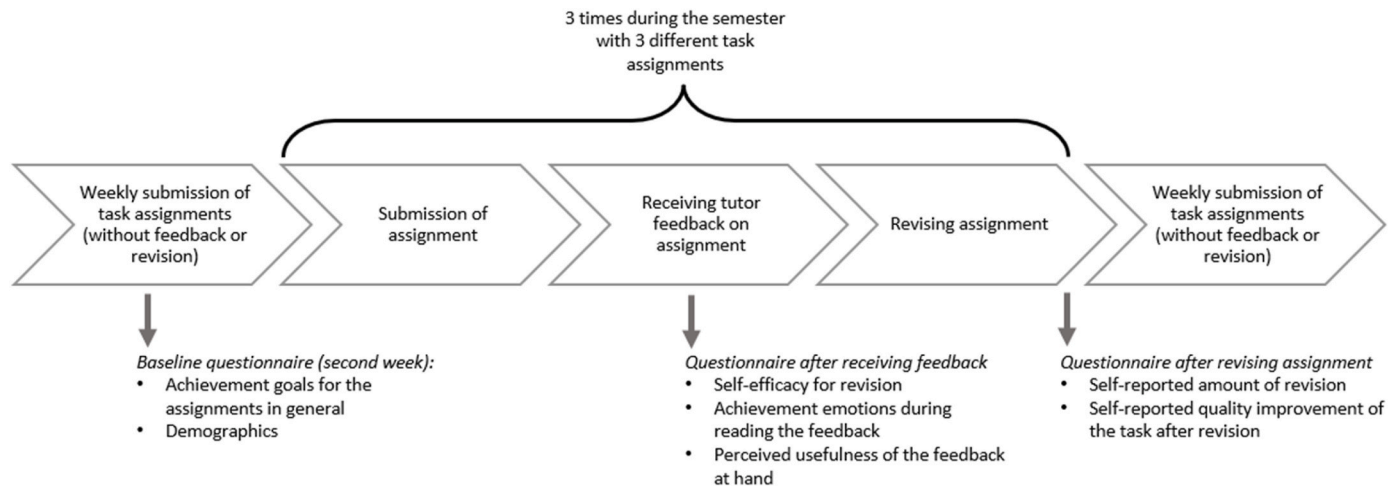 3 times during the semester
with 3 different task
assignments
Weekly submission of
task assignments
(without feedback or
revision)
Submission of
assignment
Receiving tutor
feedback on
assignment
Revising assignment
Weekly submission of
task assignments
(without feedback or
revision)
Baseline questionnaire (second week):
• Achievement goals for the
assignments in general
• Demographics
Questionnaire after receiving feedback
• Self-efficacy for revision
• Achievement emotions during
reading the feedback
• Perceived usefulness of the feedback
at hand
Questionnaire after revising assignment
• Self-reported amount of revision
• Self-reported quality improvement of
the task after revision